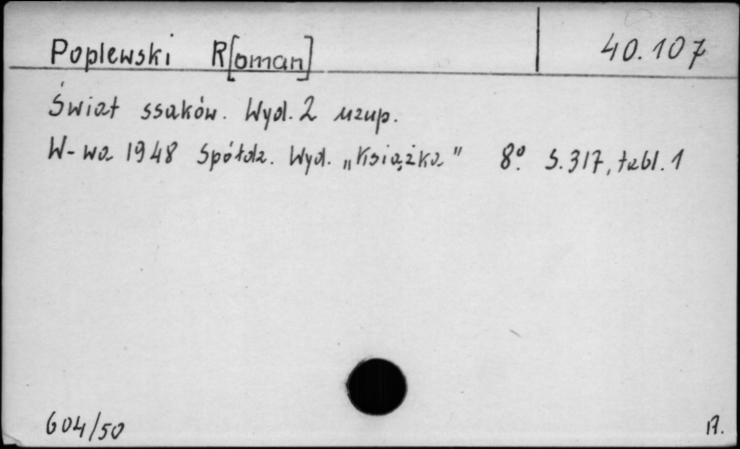 Poplewski R[oman] 40.107
Świat ssaków. Wyd. 2 uzup.
W-wa 1948 Spółdz. Wyd. „Książka" 8° S. 317, tabl. 1
604/50 A.